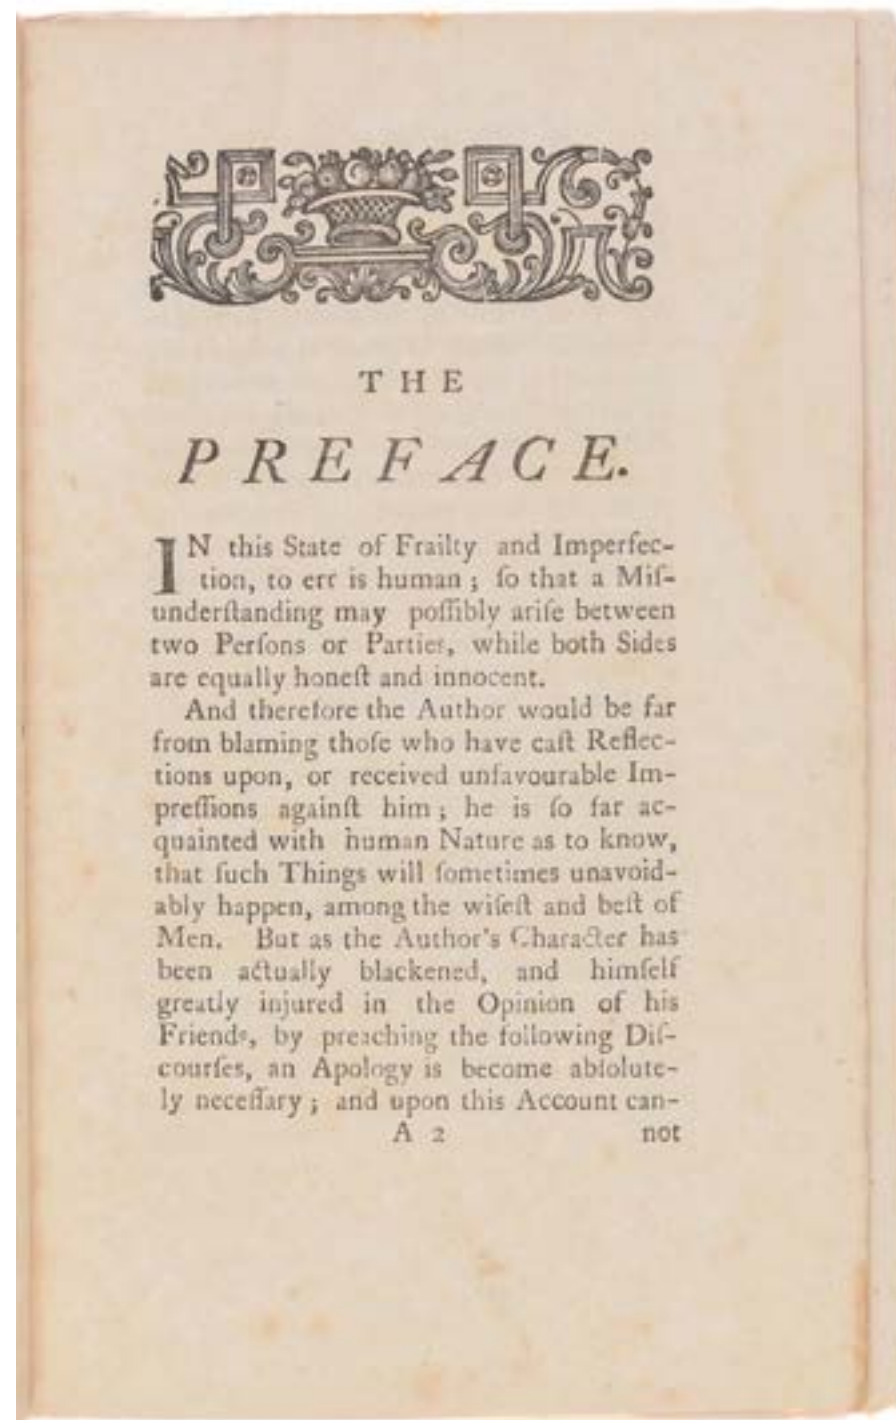 THE
PREFACE.
IN this State of Frailty and Imperfec-
tion, to err is human; ſo that a Miſ-
underſtanding may poſſibly ariſe between
two Perſons or Parties, while both Sides
are equally honeſt and innocent.
And therefore the Author would be far
from blaming thoſe who have caſt Reflec-
tions upon, or received unfavourable Im-
preſſions againſt him; he is ſo far ac-
quainted with human Nature as to know,
that ſuch Things will ſometimes unavoid-
ably happen, among the wiſeſt and beſt of
Men. But as the Author's Character has
been actually blackened, and himſelf
greatly injured in the Opinion of his
Friends, by preaching the following Diſ-
courſes, an Apology is become abſolute-
ly neceſſary; and upon this Account can-
A 2 not